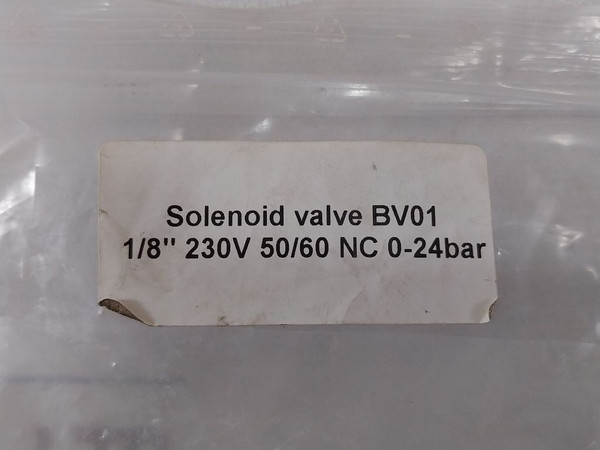 Solenoid valve BV01
1/8" 230V 50/60 NC 0-24bar